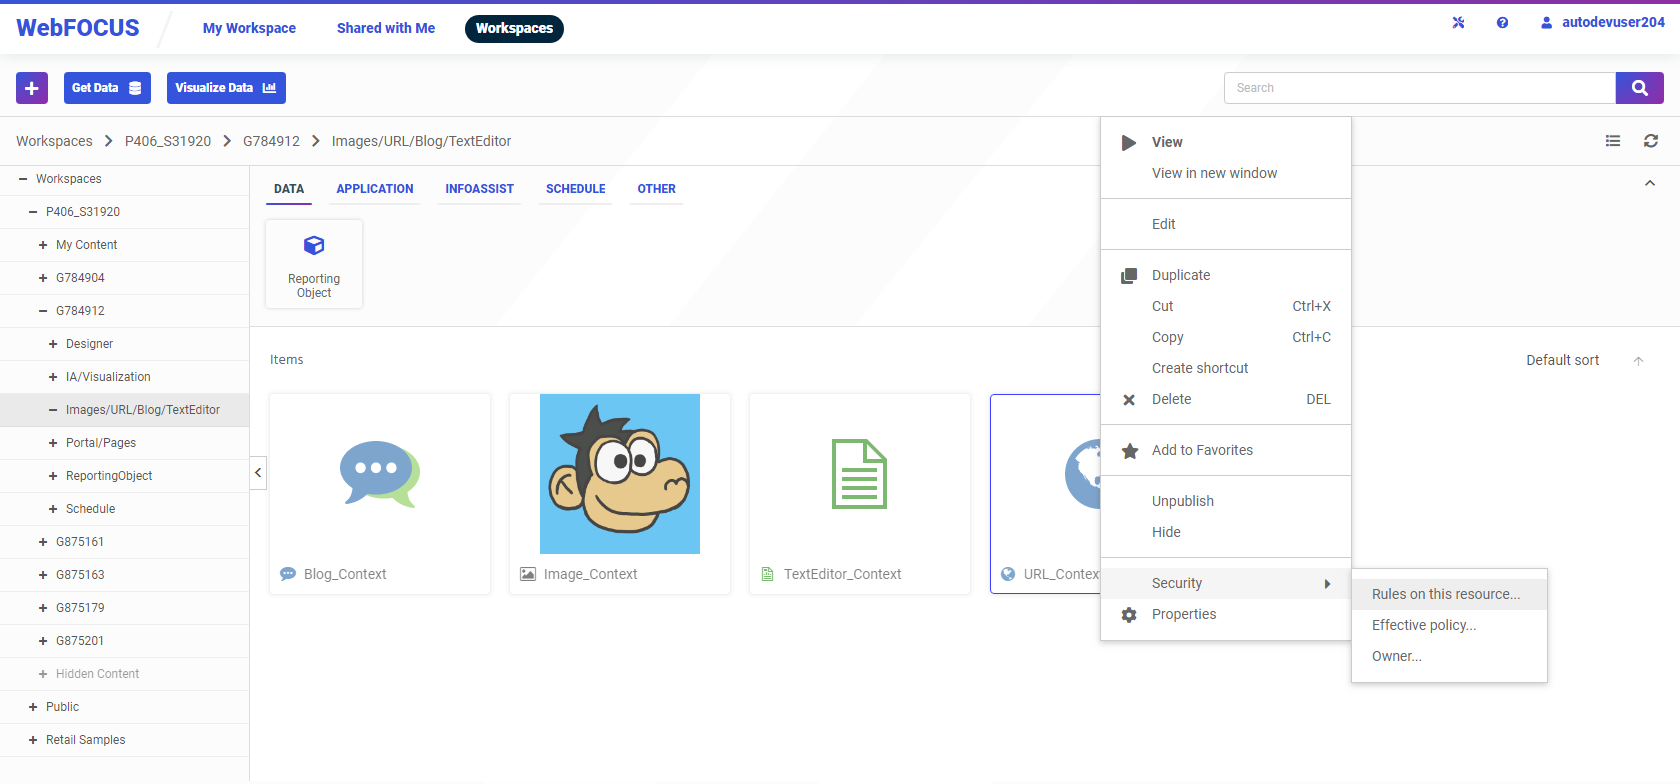 WebFOCUS
My Workspace
Shared with Me
Workspaces
autodevuser204
Get Data
Visualize Data
Search
Workspaces
P406_S31920
G784912
Images/URL/Blog/TextEditor
Workspaces
P406_S31920
My Content
G784904
G784912
Designer
IA/Visualization
Images/URL/Blog/TextEditor
Portal/Pages
ReportingObject
Schedule
G875161
G875163
G875179
G875201
Hidden Content
Public
Retail Samples
DATA
APPLICATION
INFOASSIST
SCHEDULE
OTHER
Reporting
Object
Items
Default sort
Blog_Context
Image_Context
TextEditor_Context
URL_Contex
View
View in new window
Edit
Duplicate
Cut Ctrl+X
Copy Ctrl+C
Create shortcut
Delete DEL
Add to Favorites
Unpublish
Hide
Security
Properties
Rules on this resource...
Effective policy...
Owner...